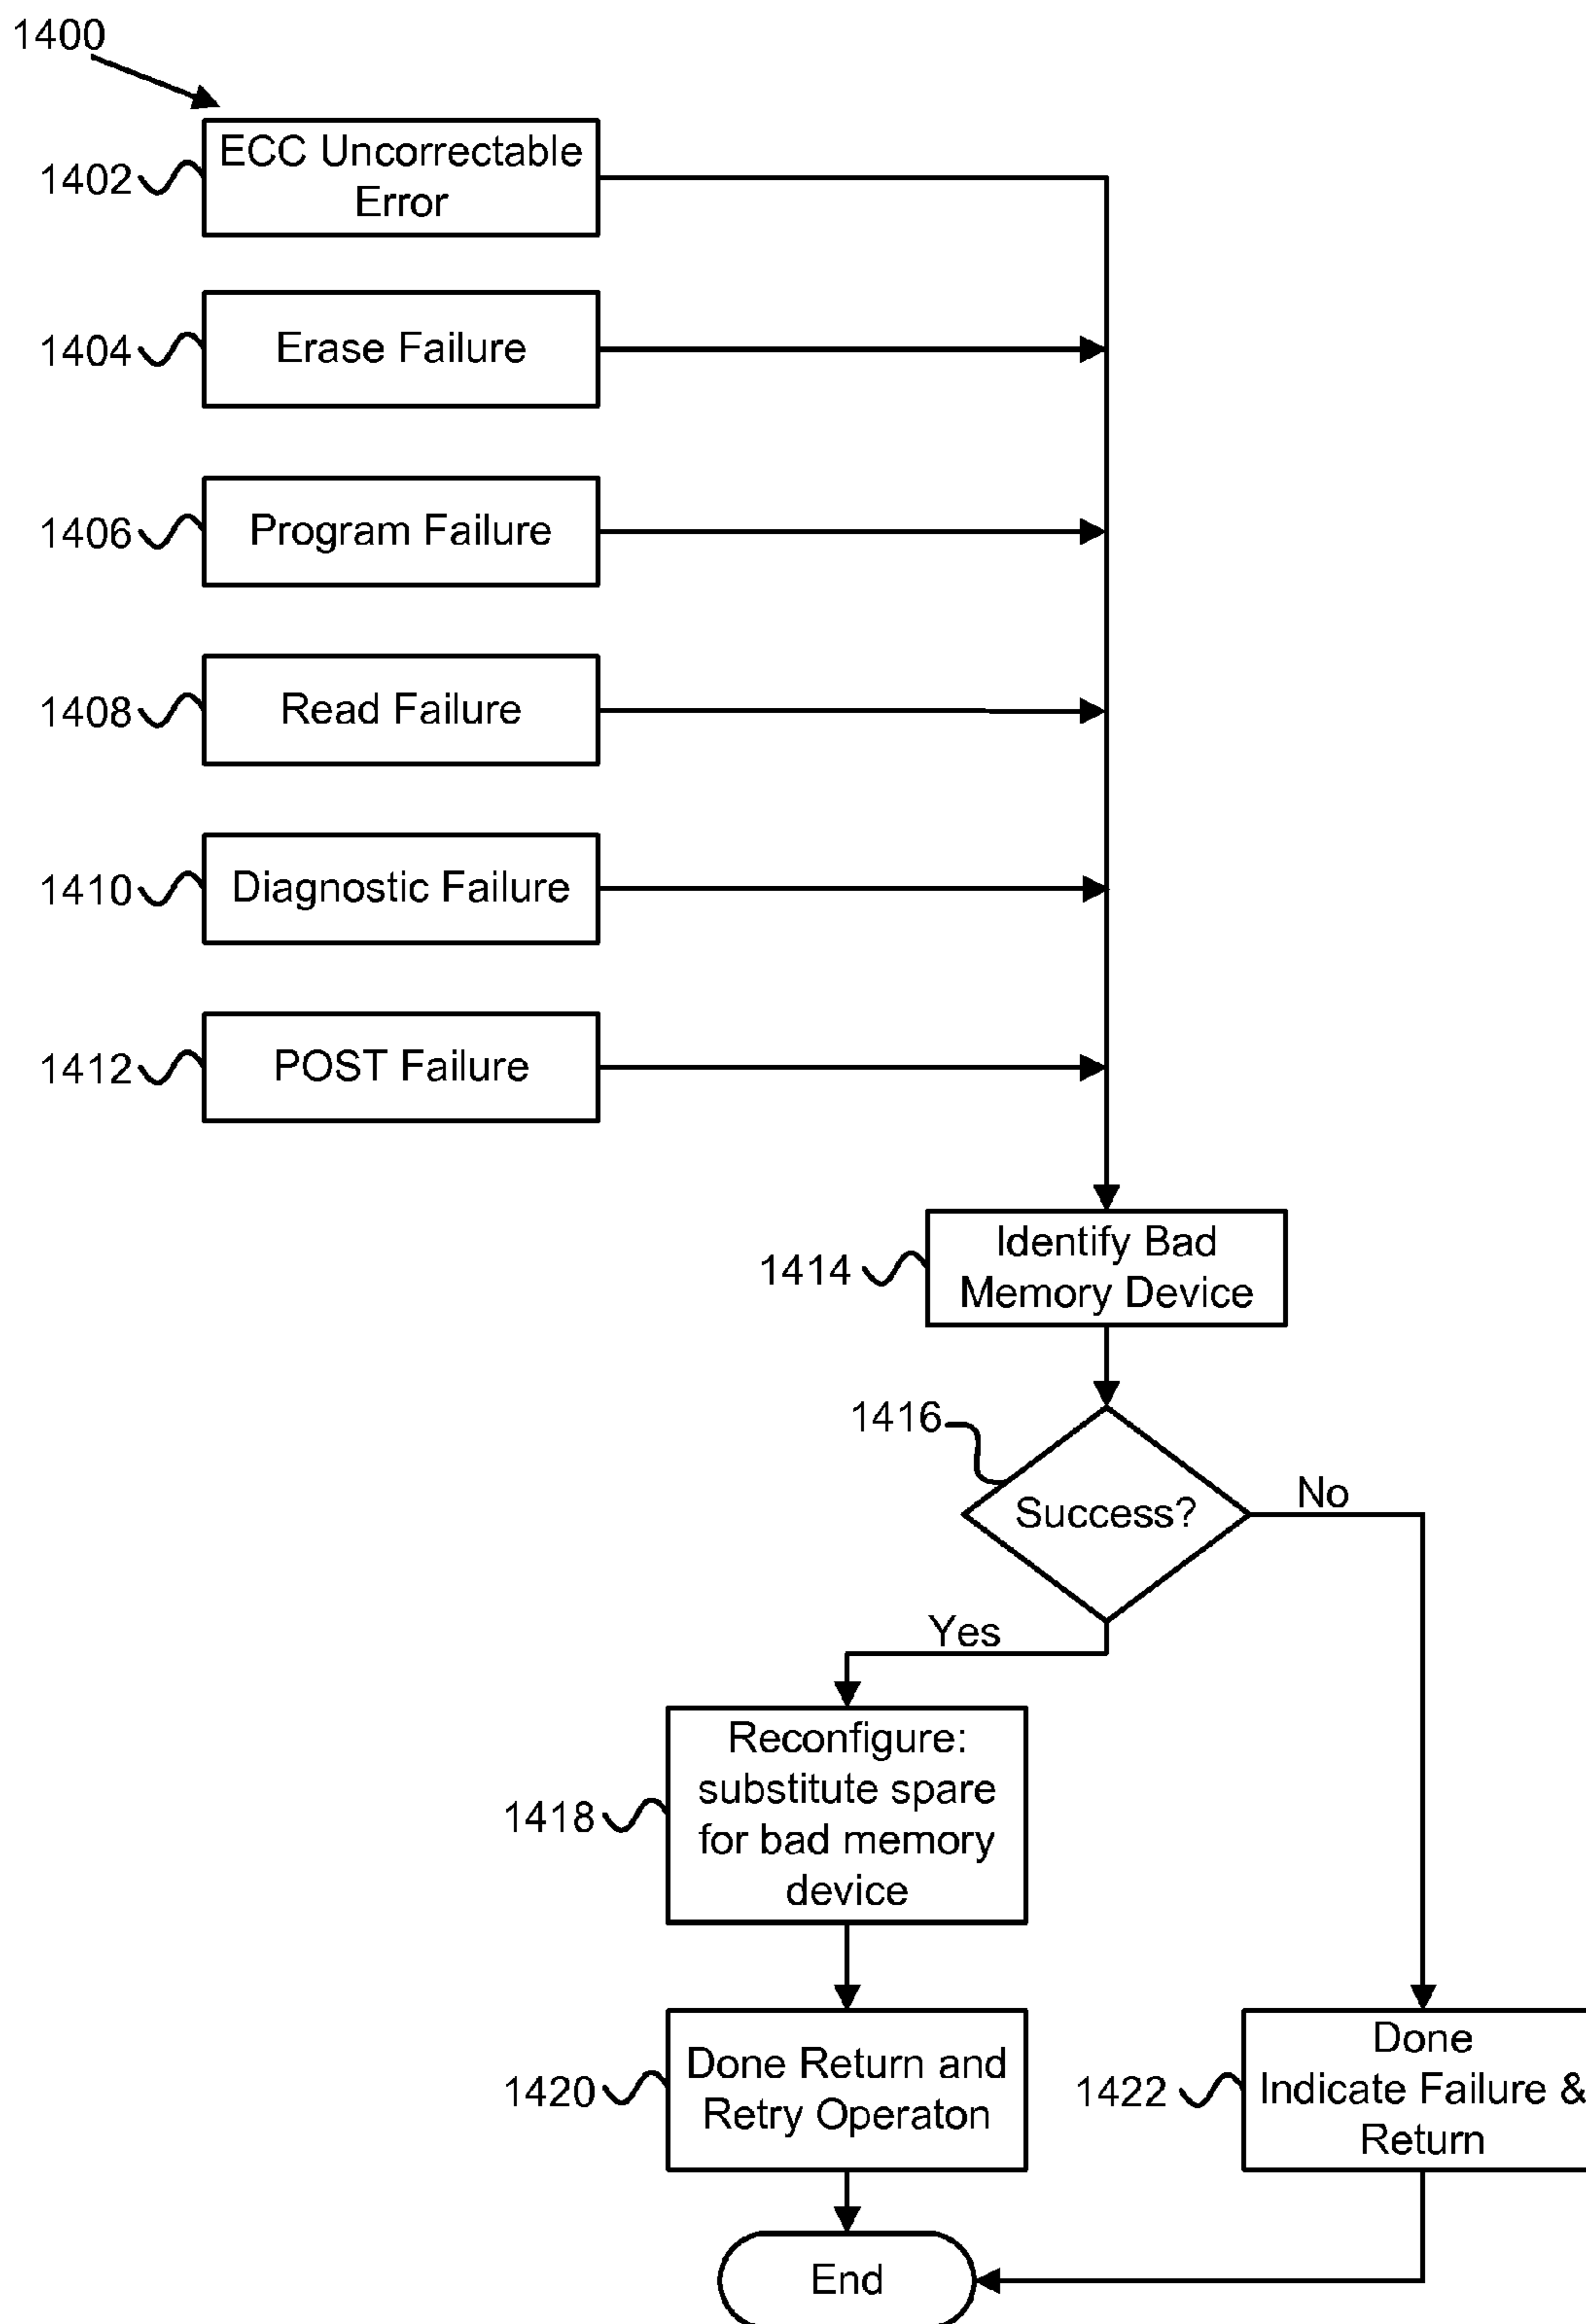 1400
1402
ECC Uncorrectable
Error
1404
Erase Failure
1406
Program Failure
1408
Read Failure
1410
Diagnostic Failure
1412
POST Failure
1414
Identify Bad
Memory Device
1416
Success?
No
Yes
1418
Reconfigure:
substitute spare
for bad memory
device
1420
Done Return and
Retry Operaton
1422
Done
Indicate Failure &
Return
End